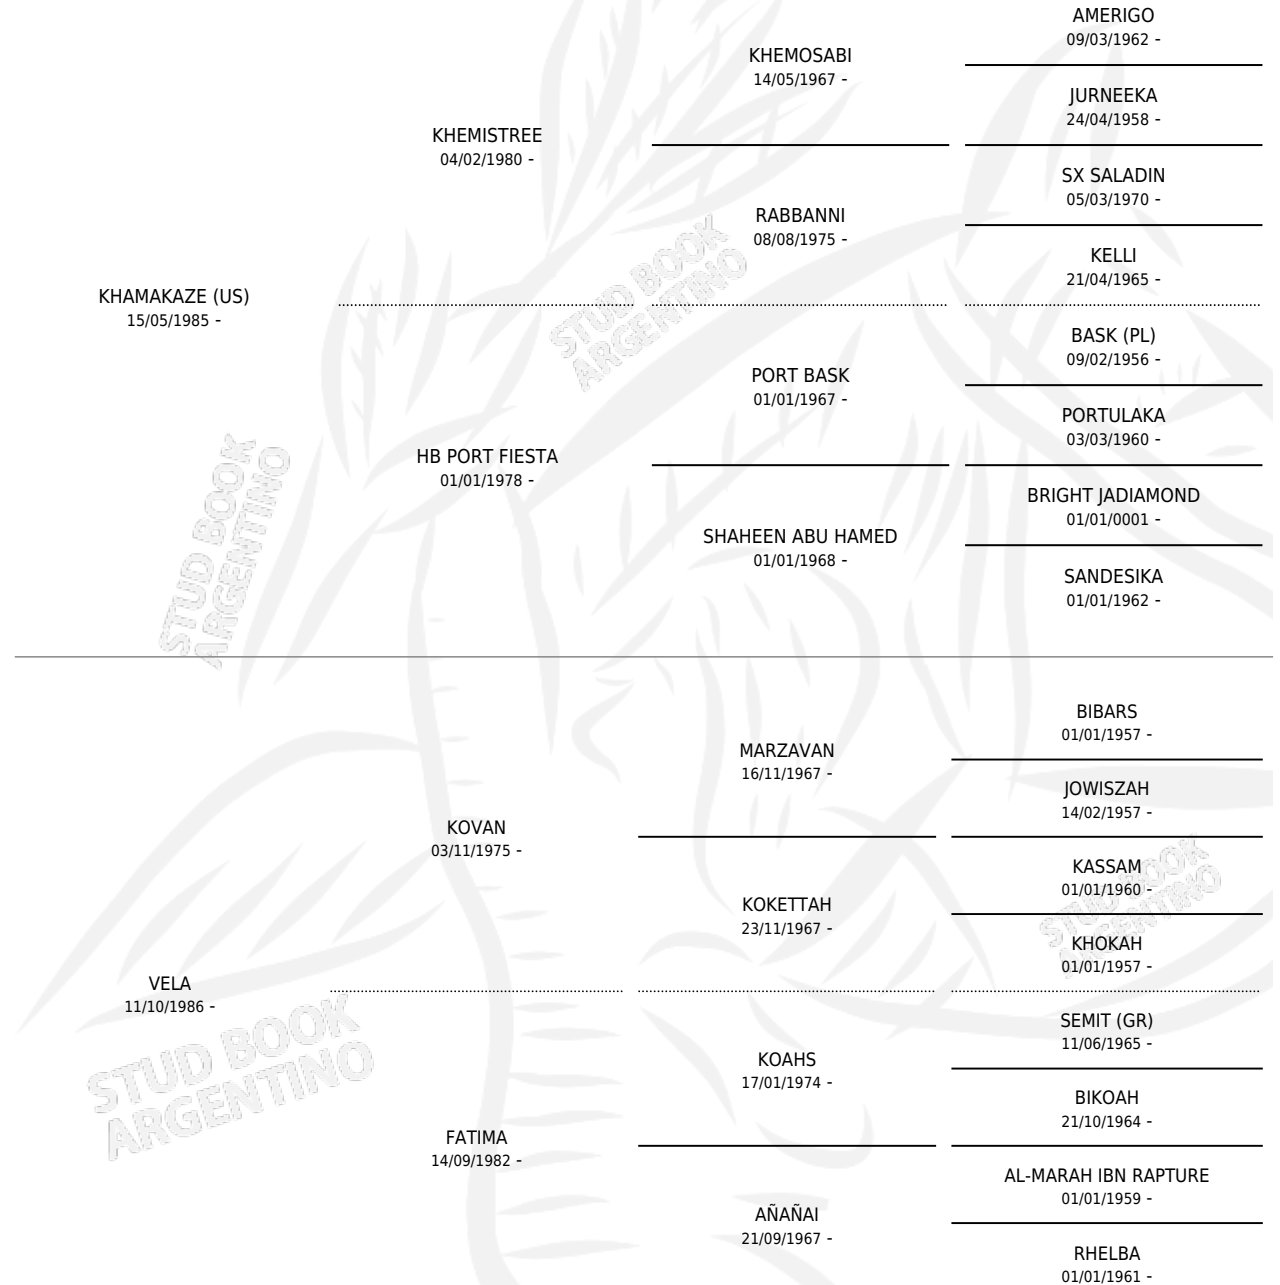 AMERIGO
09/03/1962 -
KHEMOSABI
14/05/1967 -
JURNEEKA
24/04/1958 -
KHEMISTREE
04/02/1980 -
SX SALADIN
05/03/1970 -
RABBANNI
08/08/1975 -
KELLI
21/04/1965 -
KHAMAKAZE (US)
15/05/1985 -
BASK (PL)
09/02/1956 -
PORT BASK
01/01/1967 -
PORTULAKA
03/03/1960 -
HB PORT FIESTA
01/01/1978 -
BRIGHT JADIAMOND
01/01/0001 -
SHAHEEN ABU HAMED
01/01/1968 -
SANDESIKA
01/01/1962 -
BIBARS
01/01/1957 -
MARZAVAN
16/11/1967 -
JOWISZAH
14/02/1957 -
KOVAN
03/11/1975 -
KASSAM
01/01/1960 -
KOKETTAH
23/11/1967 -
KHOKAH
01/01/1957 -
VELA
11/10/1986 -
SEMIT (GR)
11/06/1965 -
KOAHS
17/01/1974 -
BIKOAH
21/10/1964 -
FATIMA
14/09/1982 -
AL-MARAH IBN RAPTURE
01/01/1959 -
AÑAÑAI
21/09/1967 -
RHELBA
01/01/1961 -
STUD BOOK
ARGENTINO
STUD BOOK
ARGENTINO
STUD BOOK
ARGENTINO
STUD BOOK
ARGENTINO